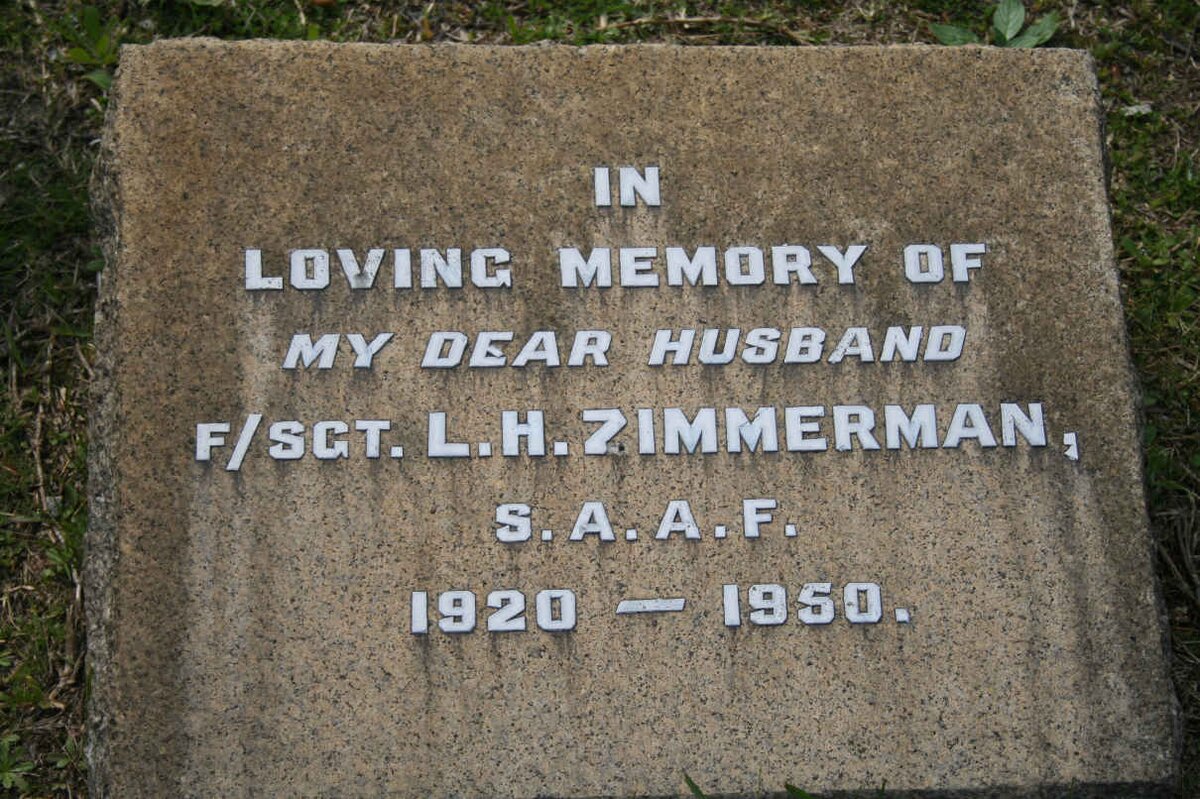 IN
LOVING MEMORY OF
MY DEAR HUSBAND
F/SGT. L.H. ZIMMERMAN,
S.A.A.F.
1920 — 1950.